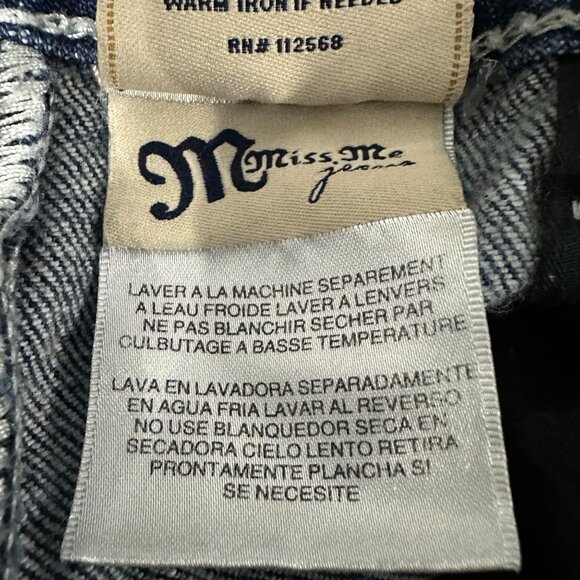 WARM IRON IF NEEDED
RN# 112568
M Miss Me
jeans
LAVER A LA MACHINE SEPAREMENT
A LEAU FROIDE LAVER A LENVERS
NE PAS BLANCHIR SECHER PAR
CULBUTAGE A BASSE TEMPERATURE
LAVA EN LAVADORA SEPARADAMENTE
EN AGUA FRIA LAVAR AL REVERSO
NO USE BLANQUEDOR SECA EN
SECADORA CIELO LENTO RETIRA
PRONTAMENTE PLANCHA SI
SE NECESITE